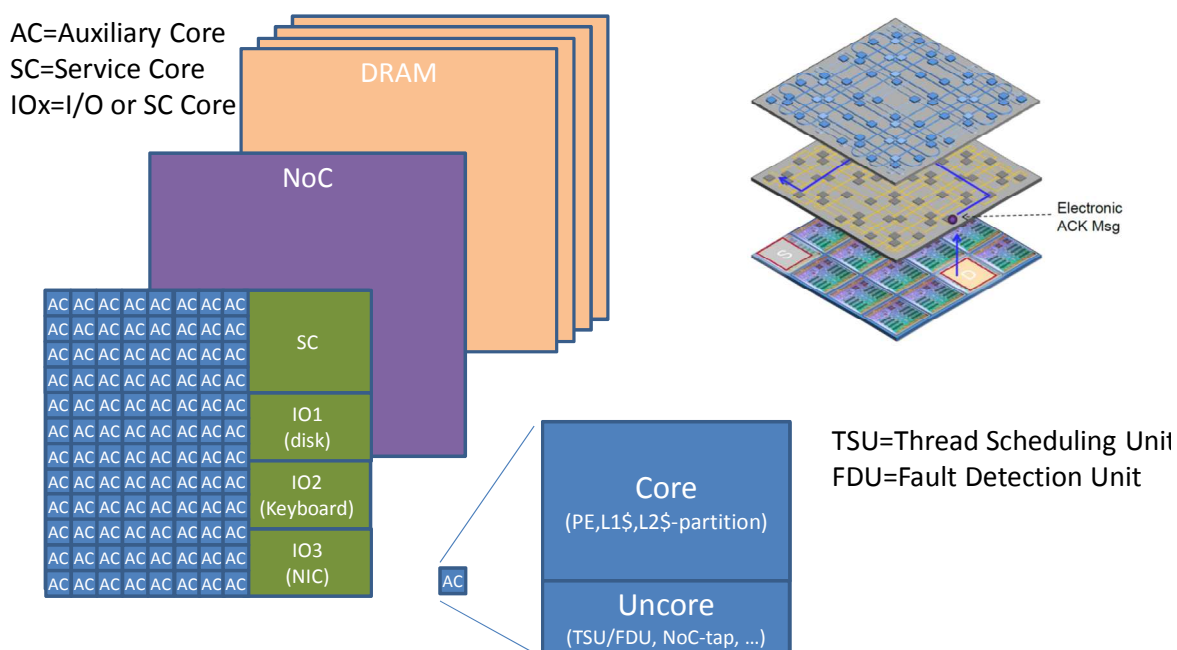 AC=Auxiliary Core
SC=Service Core
IOx=I/O or SC Core
DRAM
NoC
AC AC AC AC AC AC AC AC
AC AC AC AC AC AC AC AC
AC AC AC AC AC AC AC AC
AC AC AC AC AC AC AC AC
AC AC AC AC AC AC AC AC
AC AC AC AC AC AC AC AC
AC AC AC AC AC AC AC AC
AC AC AC AC AC AC AC AC
AC AC AC AC AC AC AC AC
AC AC AC AC AC AC AC AC
AC AC AC AC AC AC AC AC
AC AC AC AC AC AC AC AC
SC
IO1
(disk)
IO2
(Keyboard)
IO3
(NIC)
AC
Core
(PE,L1$,L2$-partition)
Uncore
(TSU/FDU, NoC-tap, ...)
Electronic
ACK Msg
S
D
TSU=Thread Scheduling Unit
FDU=Fault Detection Unit